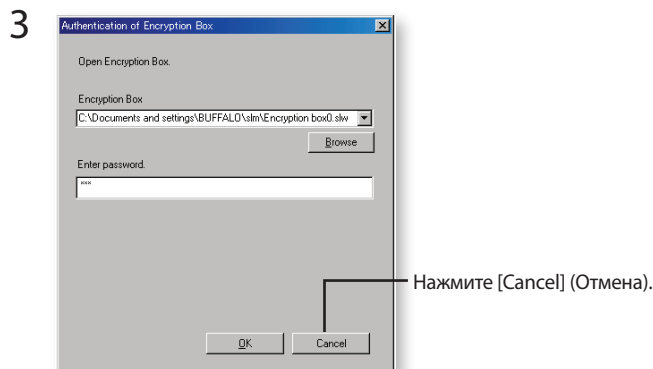 3
Authentication of Encryption Box
Open Encryption Box.
Encryption Box
C:\Documents and settings\BUFFALO\slm\Encryption box0.slw
Browse
Enter password.
×××
Нажмите [Cancel] (Отмена).
OK Cancel